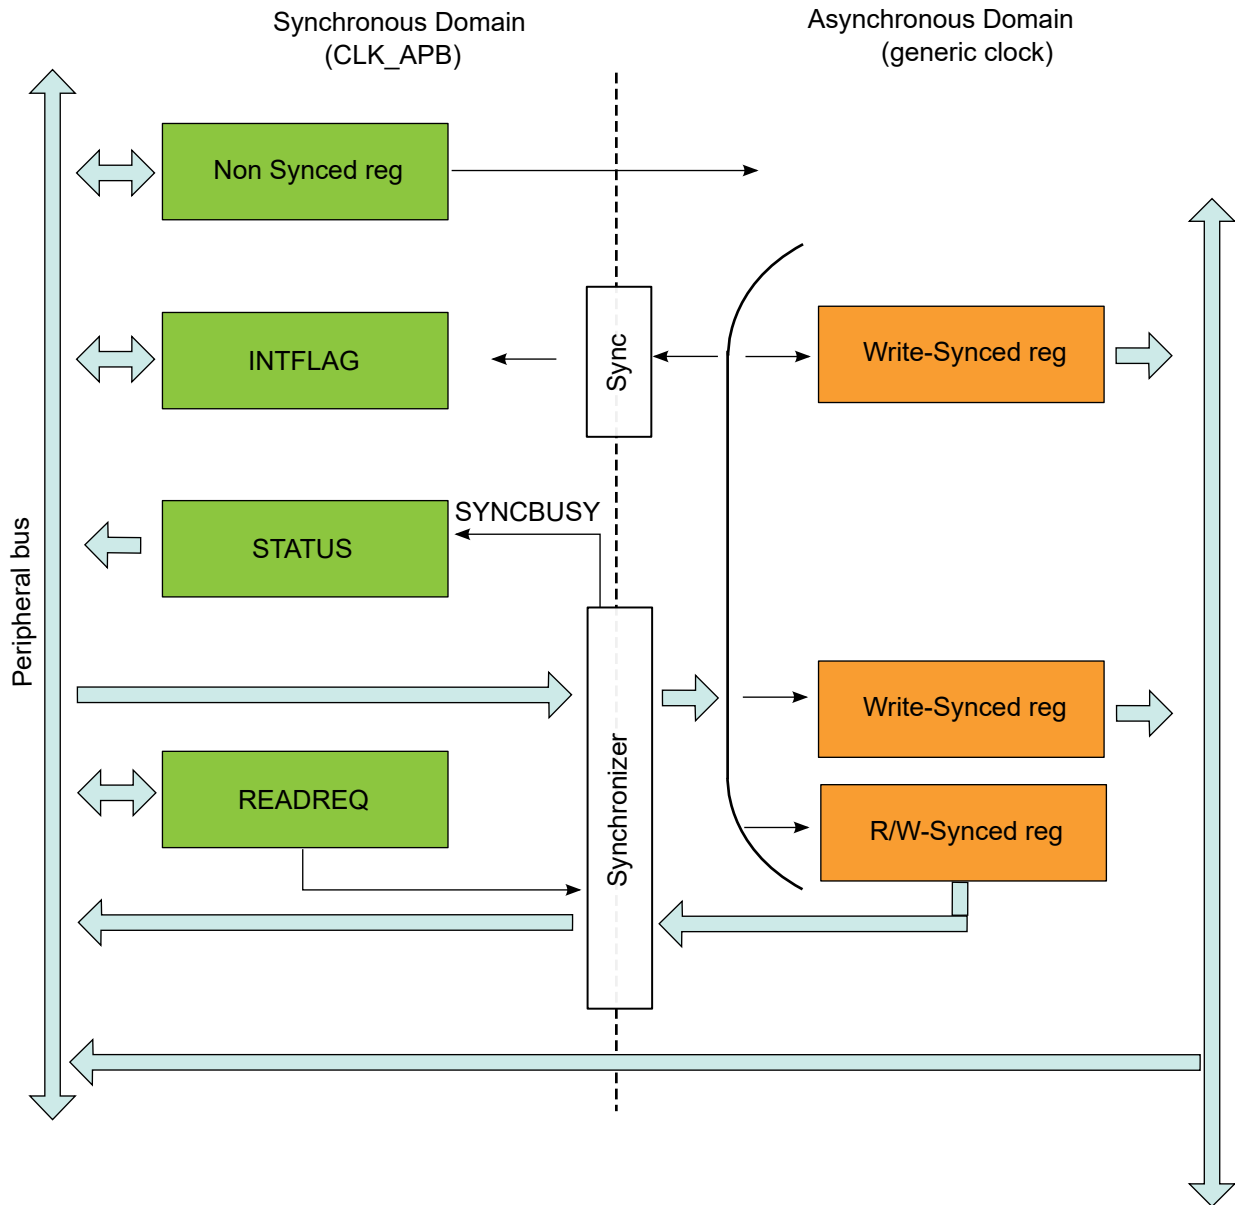 Synchronous Domain
(CLK_APB)
Asynchronous Domain
(generic clock)
Non Synced reg
INTFLAG
Sync
Write-Synced reg
SYNCBUSY
STATUS
Peripheral bus
Write-Synced reg
Synchronizer
READREQ
R/W-Synced reg